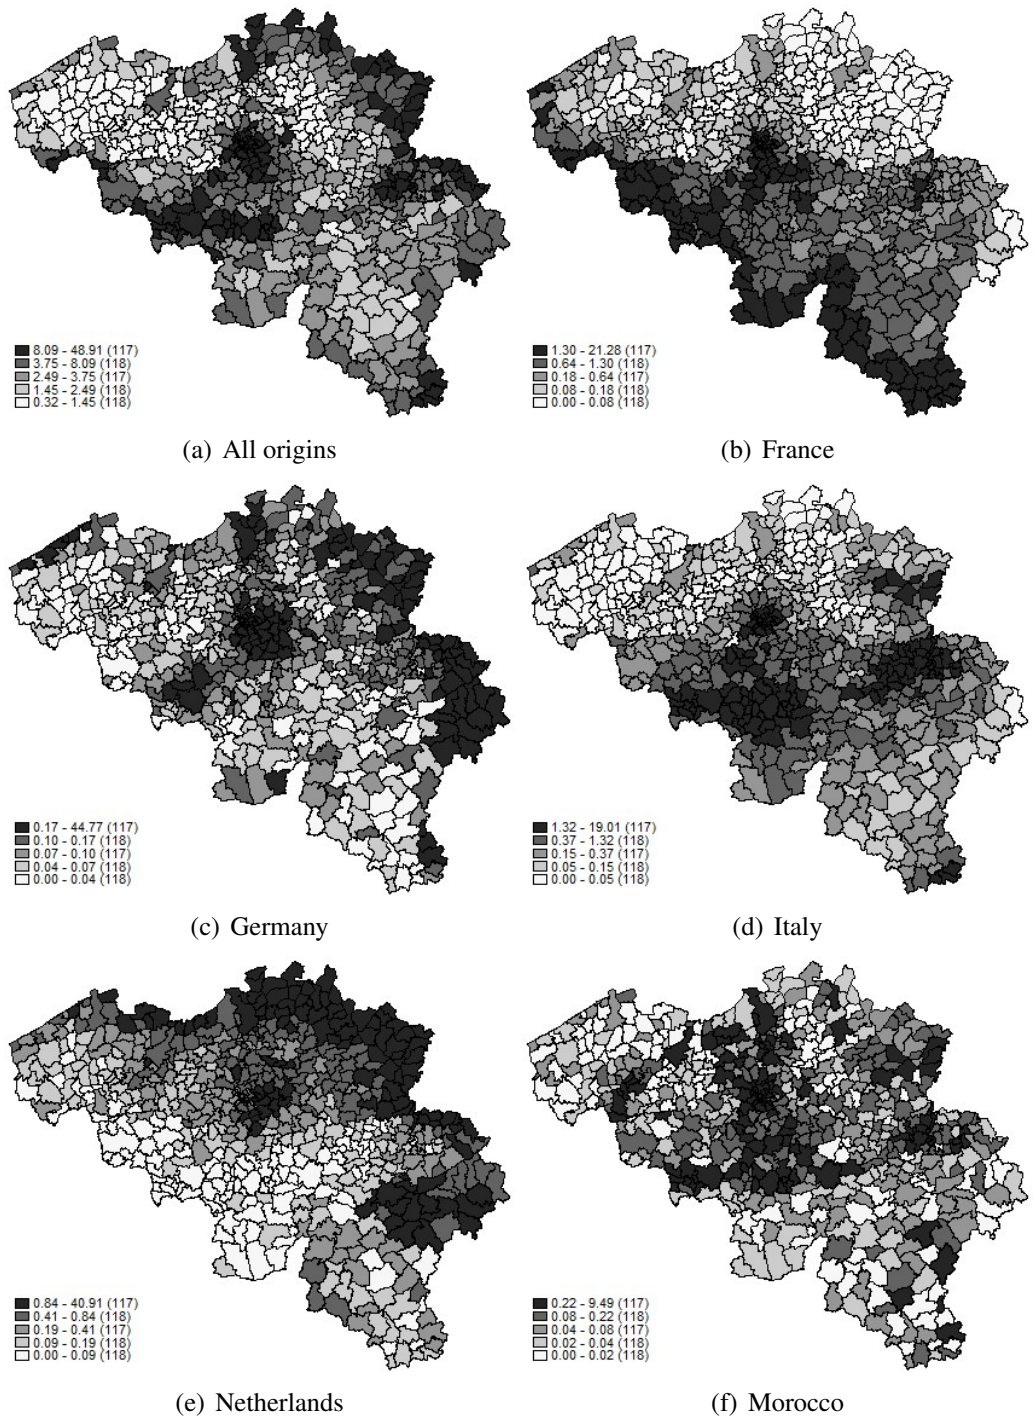 8.09 - 48.91 (117)
3.75 - 8.09 (118)
2.49 - 3.75 (117)
1.45 - 2.49 (118)
0.32 - 1.45 (118)
(a) All origins
1.30 - 21.28 (117)
0.64 - 1.30 (118)
0.18 - 0.64 (117)
0.08 - 0.18 (118)
0.00 - 0.08 (118)
(b) France
0.17 - 44.77 (117)
0.10 - 0.17 (118)
0.07 - 0.10 (117)
0.04 - 0.07 (118)
0.00 - 0.04 (118)
(c) Germany
1.32 - 19.01 (117)
0.37 - 1.32 (118)
0.15 - 0.37 (117)
0.05 - 0.15 (118)
0.00 - 0.05 (118)
(d) Italy
0.84 - 40.91 (117)
0.41 - 0.84 (118)
0.19 - 0.41 (117)
0.09 - 0.19 (118)
0.00 - 0.09 (118)
(e) Netherlands
0.22 - 9.49 (117)
0.08 - 0.22 (118)
0.04 - 0.08 (117)
0.02 - 0.04 (118)
0.00 - 0.02 (118)
(f) Morocco